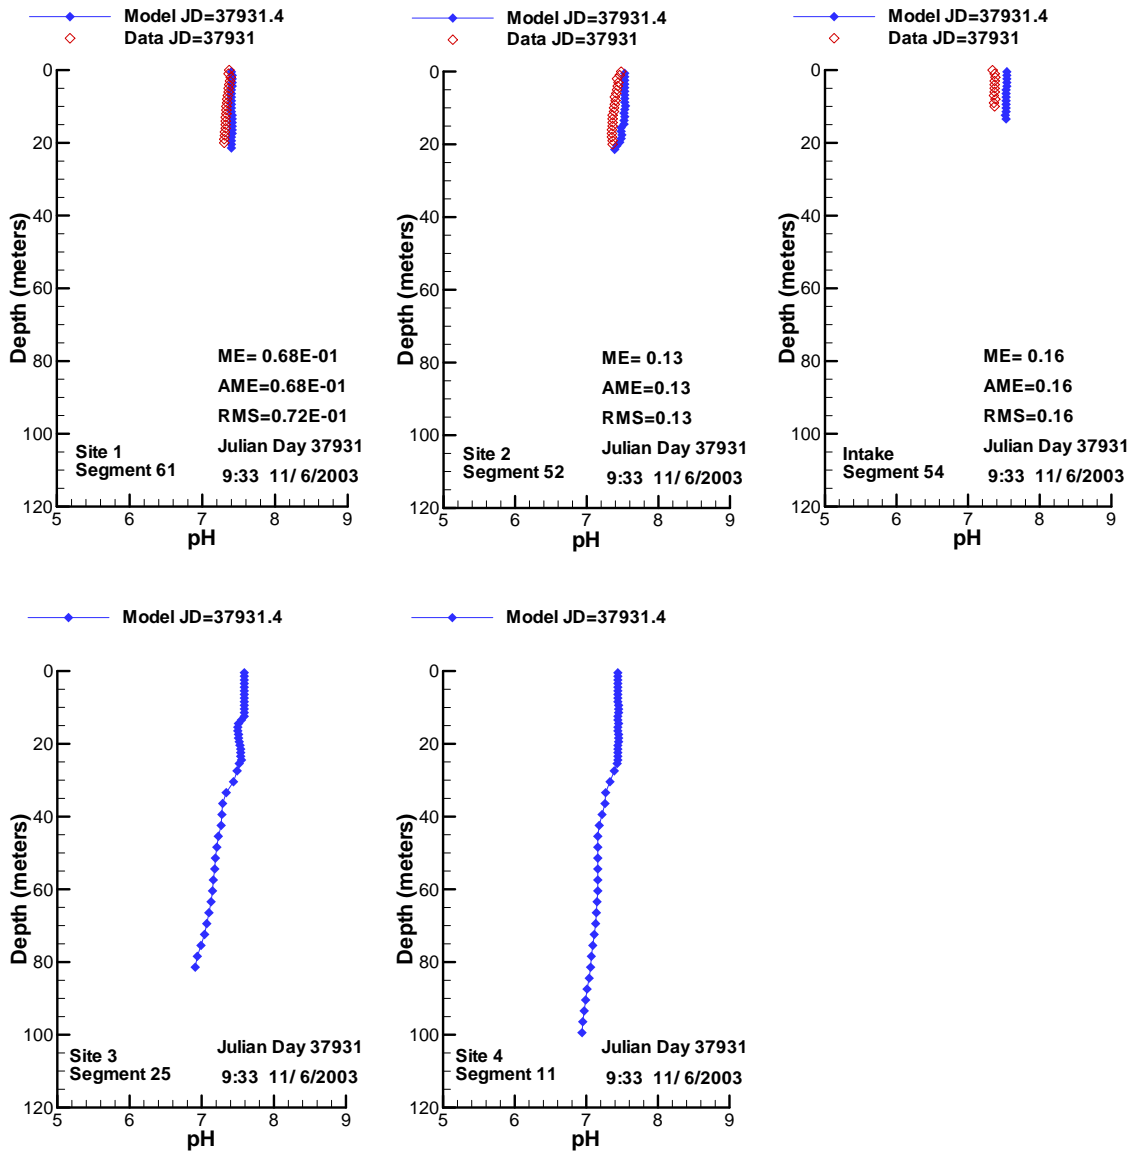 Model JD=37931.4
Data JD=37931
0
20
40
60
80
100
120
Depth (meters)
ME= 0.68E-01
AME=0.68E-01
RMS=0.72E-01
Julian Day 37931
9:33 11/ 6/2003
Site 1
Segment 61
5 6 7 8 9
pH
Model JD=37931.4
Data JD=37931
0
20
40
60
80
100
120
Depth (meters)
ME= 0.13
AME=0.13
RMS=0.13
Julian Day 37931
9:33 11/ 6/2003
Site 2
Segment 52
5 6 7 8 9
pH
Model JD=37931.4
Data JD=37931
0
20
40
60
80
100
120
Depth (meters)
ME= 0.16
AME=0.16
RMS=0.16
Julian Day 37931
9:33 11/ 6/2003
Intake
Segment 54
5 6 7 8 9
pH
Model JD=37931.4
0
20
40
60
80
100
120
Depth (meters)
Julian Day 37931
9:33 11/ 6/2003
Site 3
Segment 25
5 6 7 8 9
pH
Model JD=37931.4
0
20
40
60
80
100
120
Depth (meters)
Julian Day 37931
9:33 11/ 6/2003
Site 4
Segment 11
5 6 7 8 9
pH